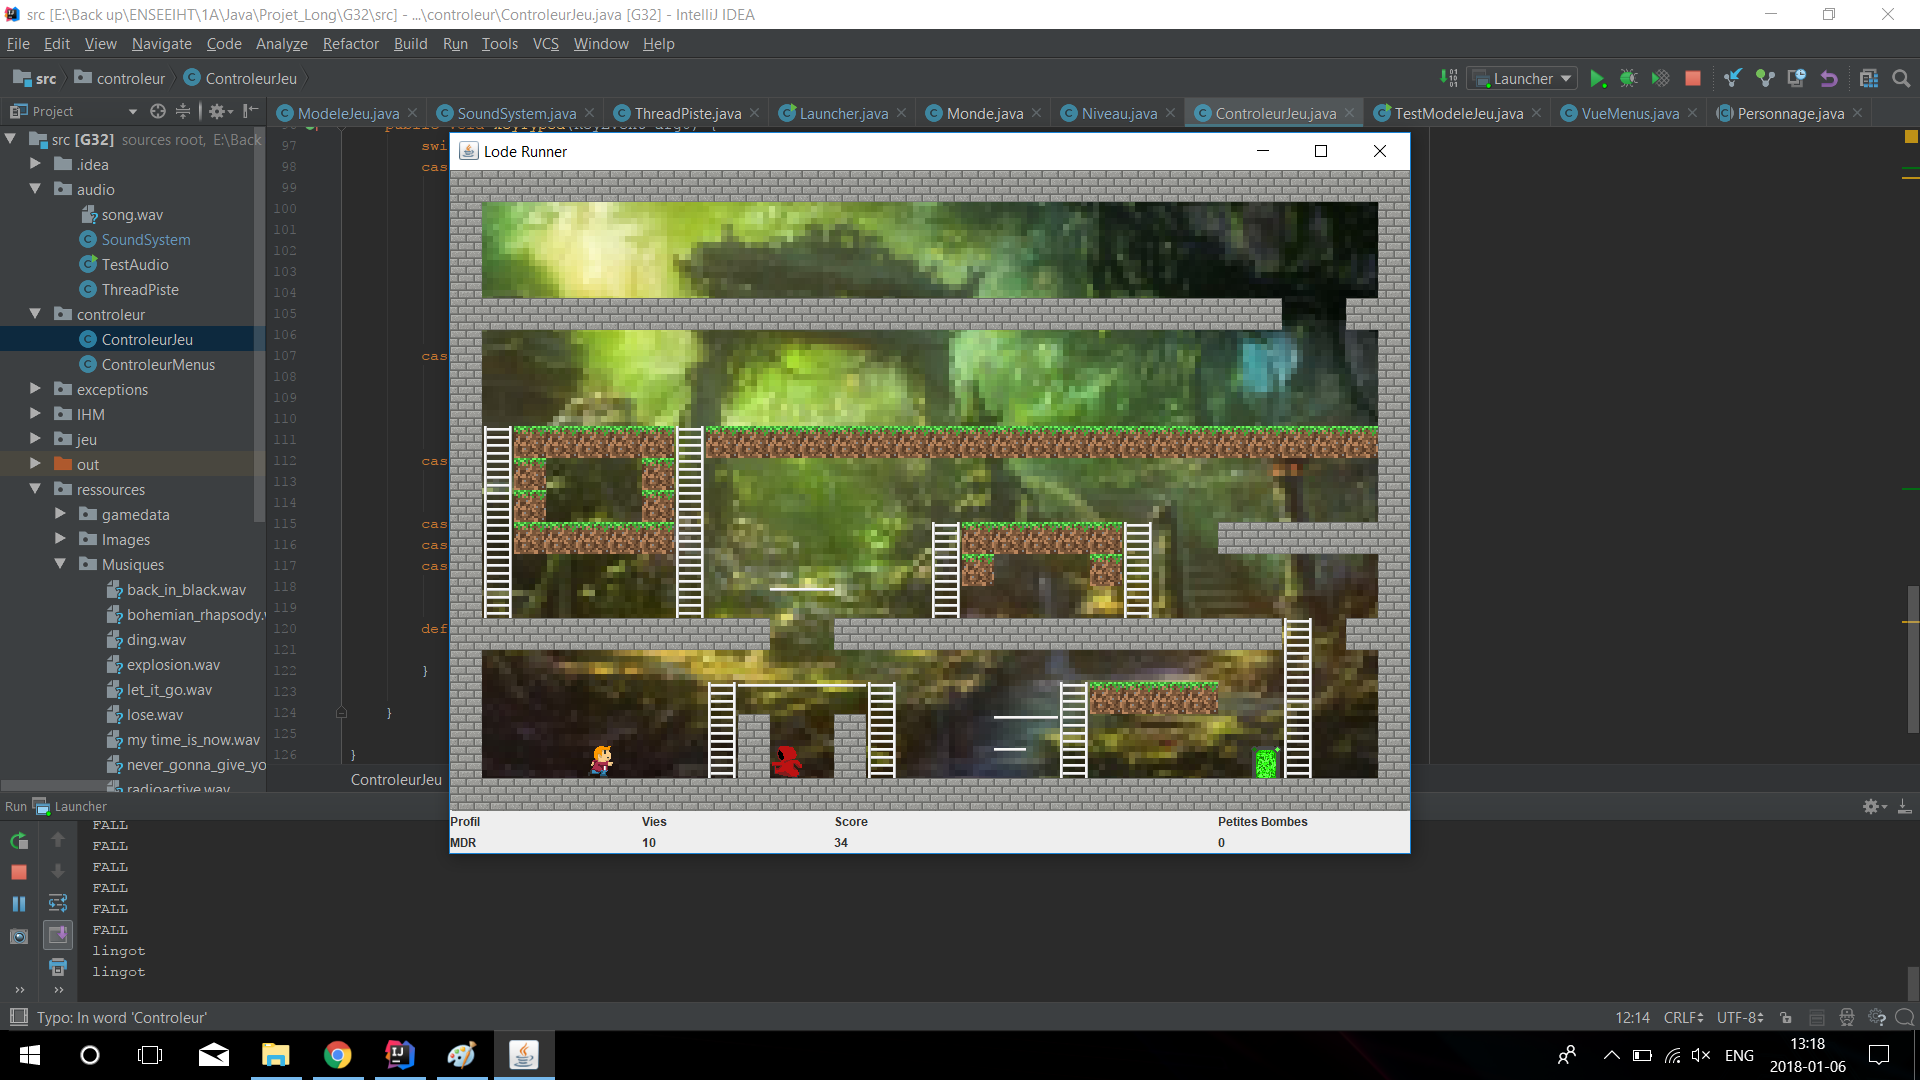 src [E:\Back up\ENSEEIHT\1A\Java\Projet_Long\G32\src] - ...\controleur\ControleurJeu.java [G32] - IntelliJ IDEA
File Edit View Navigate Code Analyze Refactor Build Run Tools VCS Window Help
src controleur ControleurJeu Launcher
Project ModeleJeu.java SoundSystem.java ThreadPiste.java Launcher.java Monde.java Niveau.java ControleurJeu.java TestModeleJeu.java VueMenus.java Personnage.java
src [G32] sources root, E:\Back
.idea
audio
song.wav
SoundSystem
TestAudio
ThreadPiste
controleur
ControleurJeu
ControleurMenus
exceptions
IHM
jeu
out
ressources
gamedata
Images
Musiques
back_in_black.wav
bohemian_rhapsody.
ding.wav
explosion.wav
let_it_go.wav
lose.wav
my time_is_now.wav
never_gonna_give_yo
radioactive.wav
97 swi
98 cas
99
100
101
102
103
104
105
106
107 cas
108
109
110
111
112 cas
113
114
115 cas
116 cas
117 cas
118
119
120 def
121
122 }
123
124 }
125
126 }
ControleurJeu
Lode Runner
Profil Vies Score Petites Bombes
MDR 10 34 0
Run Launcher
FALL
FALL
FALL
FALL
FALL
FALL
lingot
lingot
Typo: In word 'Controleur' 12:14 CRLF UTF-8
ENG 13:18
2018-01-06